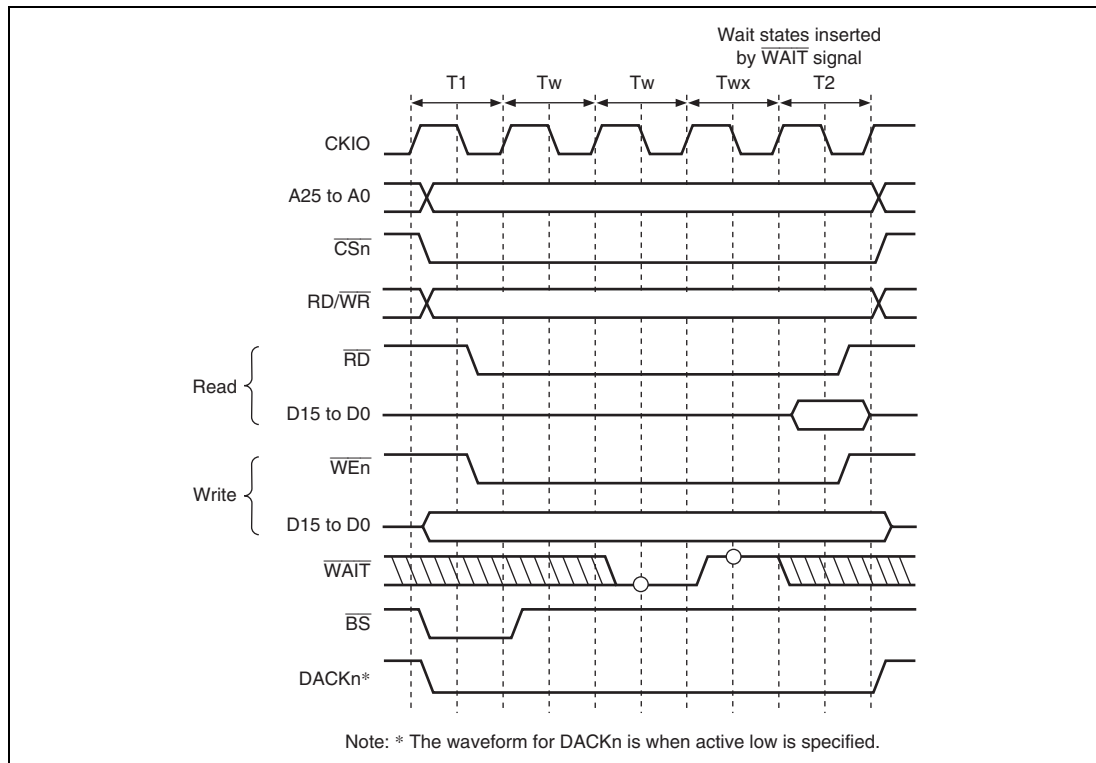 Wait states inserted
by WAIT signal
T1 Tw Tw Twx T2
CKIO
A25 to A0
CSn
RD/WR
RD
Read
D15 to D0
WEn
Write
D15 to D0
WAIT
BS
DACKn*
Note: * The waveform for DACKn is when active low is specified.